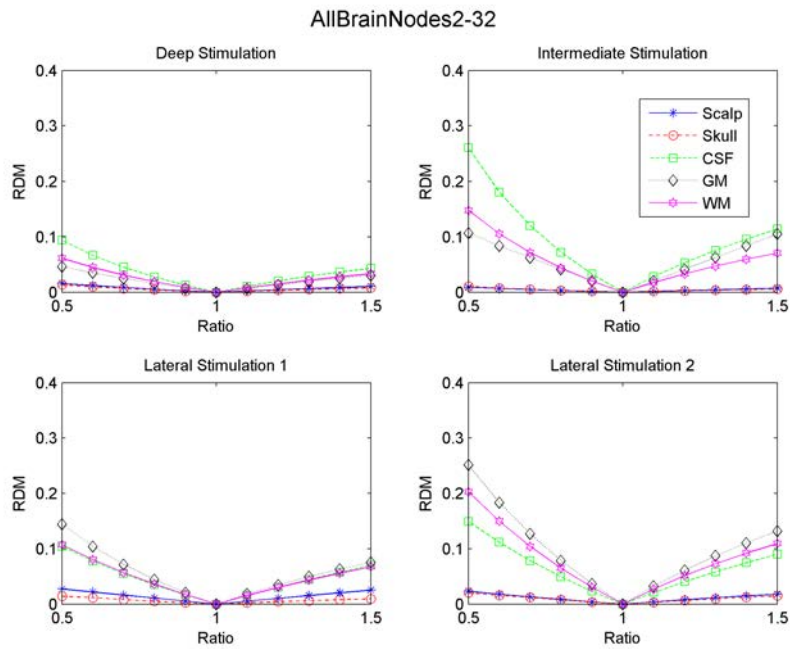 AllBrainNodes2-32
Deep Stimulation
0.4
0.3
0.2
0.1
0
RDM
0.5
1
1.5
Ratio
Intermediate Stimulation
0.4
0.3
0.2
0.1
0
RDM
0.5
1
1.5
Ratio
Scalp
Skull
CSF
GM
WM
Lateral Stimulation 1
0.4
0.3
0.2
0.1
0
RDM
0.5
1
1.5
Ratio
Lateral Stimulation 2
0.4
0.3
0.2
0.1
0
RDM
0.5
1
1.5
Ratio